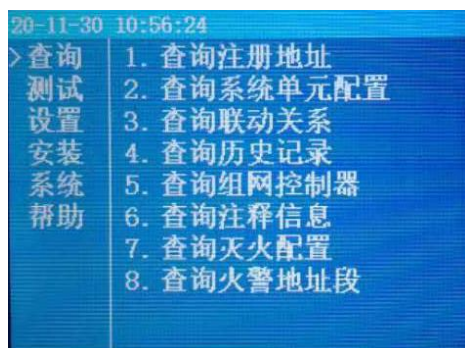 20-11-30 10:56:24
>查询 1. 查询注册地址
测试 2. 查询系统单元配置
设置 3. 查询联动关系
安装 4. 查询历史记录
系统 5. 查询组网控制器
帮助 6. 查询注释信息
7. 查询灭火配置
8. 查询火警地址段